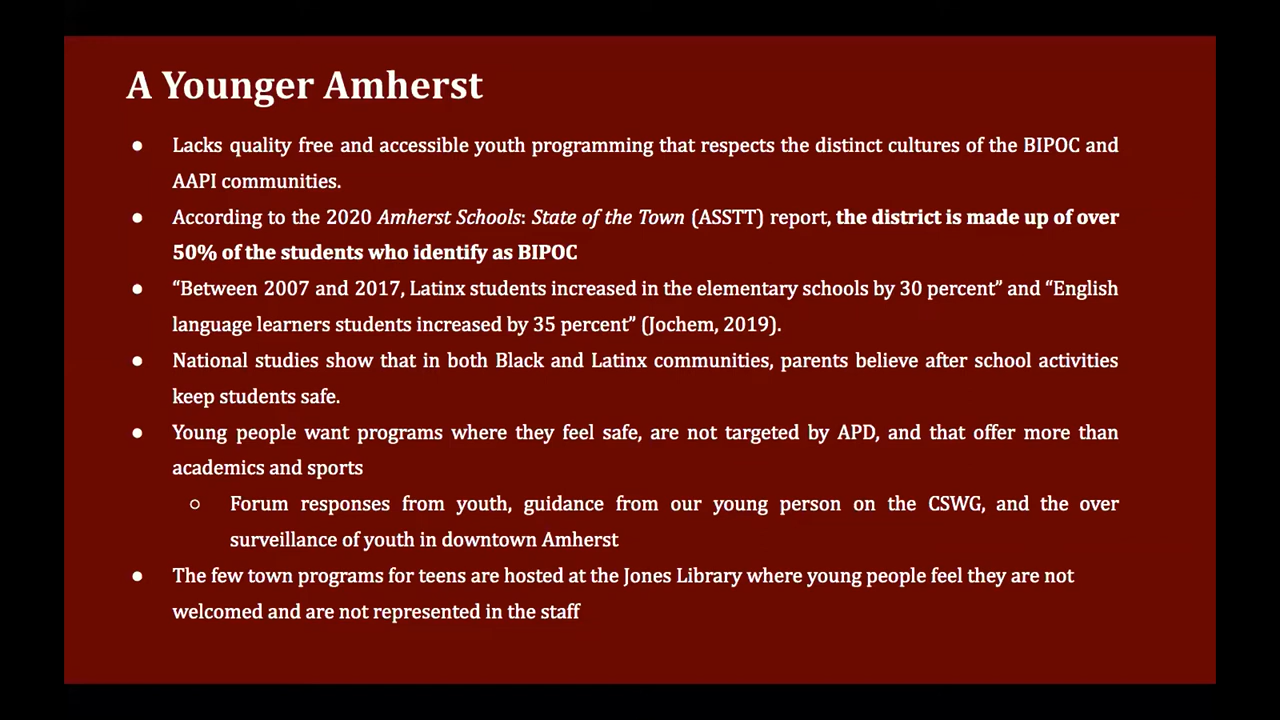 A Younger Amherst
● Lacks quality free and accessible youth programming that respects the distinct cultures of the BIPOC and
AAPI communities.
● According to the 2020 Amherst Schools: State of the Town (ASSTT) report, the district is made up of over
50% of the students who identify as BIPOC
● “Between 2007 and 2017, Latinx students increased in the elementary schools by 30 percent” and “English
language learners students increased by 35 percent” (Jochem, 2019).
● National studies show that in both Black and Latinx communities, parents believe after school activities
keep students safe.
● Young people want programs where they feel safe, are not targeted by APD, and that offer more than
academics and sports
○ Forum responses from youth, guidance from our young person on the CSWG, and the over
surveillance of youth in downtown Amherst
● The few town programs for teens are hosted at the Jones Library where young people feel they are not
welcomed and are not represented in the staff